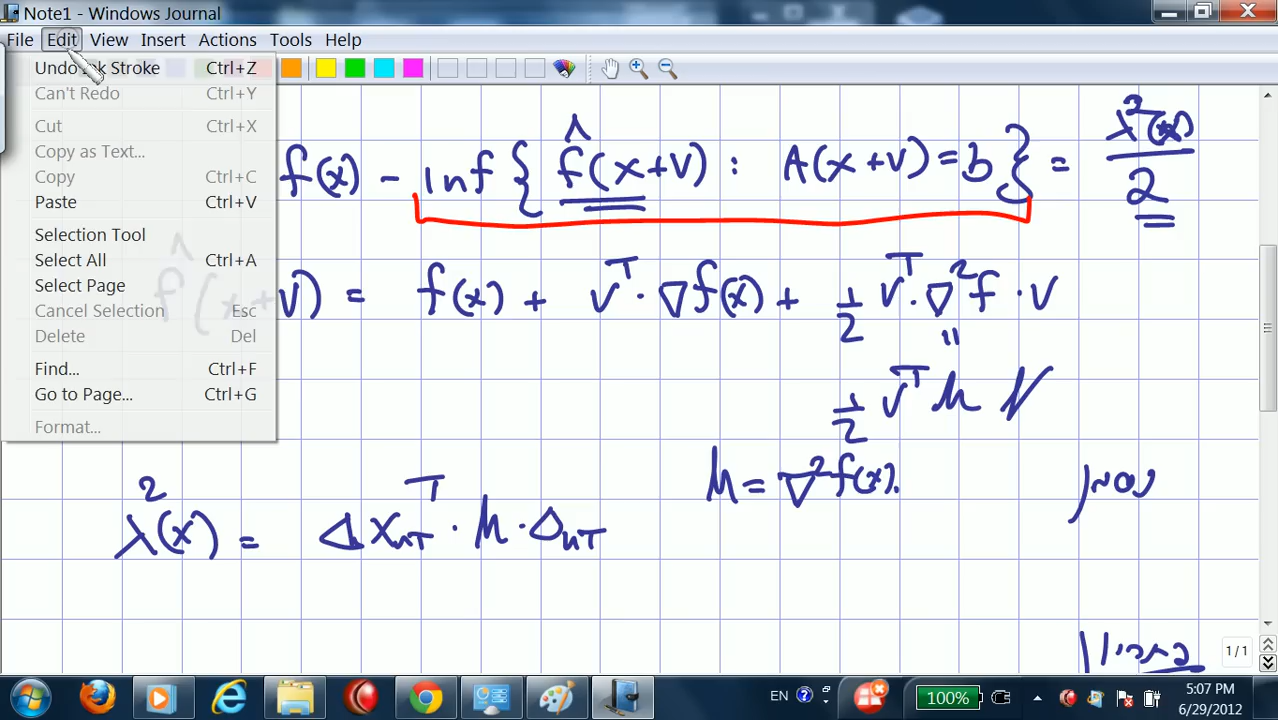 Note1 - Windows Journal
File Edit View Insert Actions Tools Help
Undo Ink Stroke Ctrl+Z
Can't Redo Ctrl+Y
Cut Ctrl+X
Copy as Text...
Copy Ctrl+C
Paste Ctrl+V
Selection Tool
Select All Ctrl+A
Select Page
Cancel Selection Esc
Delete Del
Find... Ctrl+F
Go to Page... Ctrl+G
Format...
f(x) - inf { f̂(x+v) : A(x+v)=b } = λ²(x)/2
f̂(x+v) = f(x) + vᵀ·∇f(x) + 1/2 vᵀ·∇²f·v
"
1/2 vᵀ H v
H = ∇²f(x).
λ²(x) = Δx_nTᵀ · H · Δ_nT
1/1
EN
100%
5:07 PM
6/29/2012